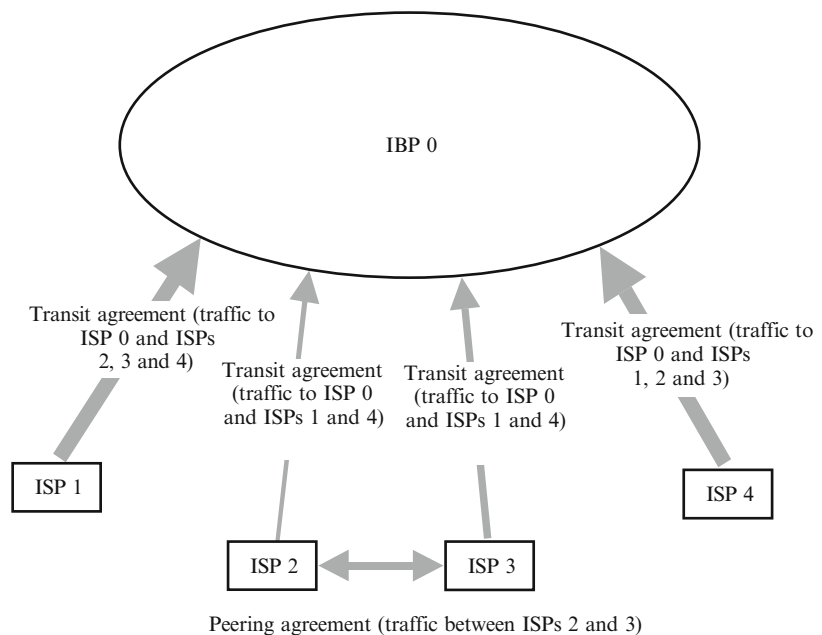 IBP 0
Transit agreement (traffic to
ISP 0 and ISPs
2, 3 and 4)
Transit agreement
(traffic to ISP 0
and ISPs 1 and 4)
Transit agreement
(traffic to ISP 0
and ISPs 1 and 4)
Transit agreement (traffic to
ISP 0 and ISPs
1, 2 and 3)
ISP 1
ISP 4
ISP 2
ISP 3
Peering agreement (traffic between ISPs 2 and 3)